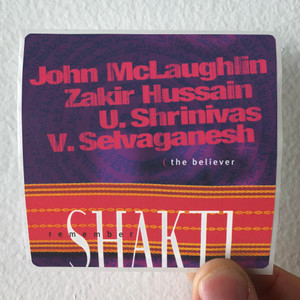 John McLaughlin
Zakir Hussain
U. Shrinivas
V. Selvaganesh
( the believer
remember
SHAKTI